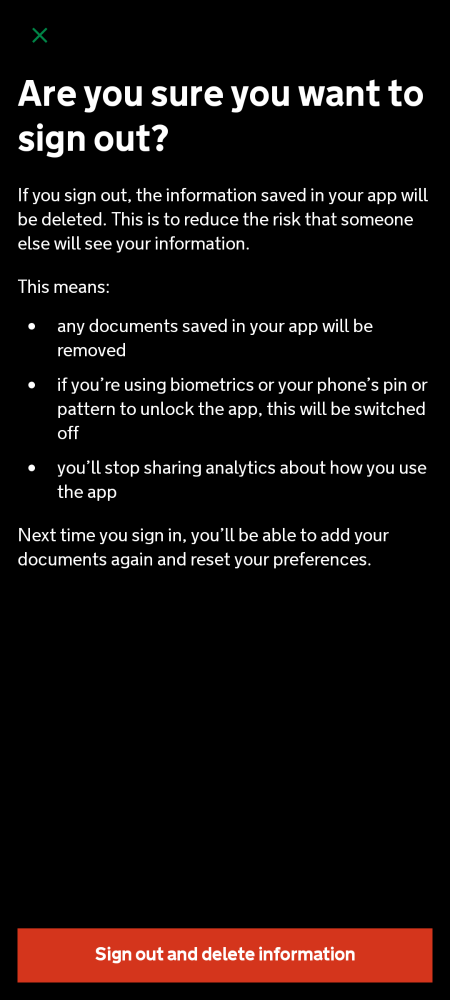 Are you sure you want to
sign out?
If you sign out, the information saved in your app will
be deleted. This is to reduce the risk that someone
else will see your information.
This means:
• any documents saved in your app will be
removed
• if you’re using biometrics or your phone’s pin or
pattern to unlock the app, this will be switched
off
• you’ll stop sharing analytics about how you use
the app
Next time you sign in, you’ll be able to add your
documents again and reset your preferences.
Sign out and delete information